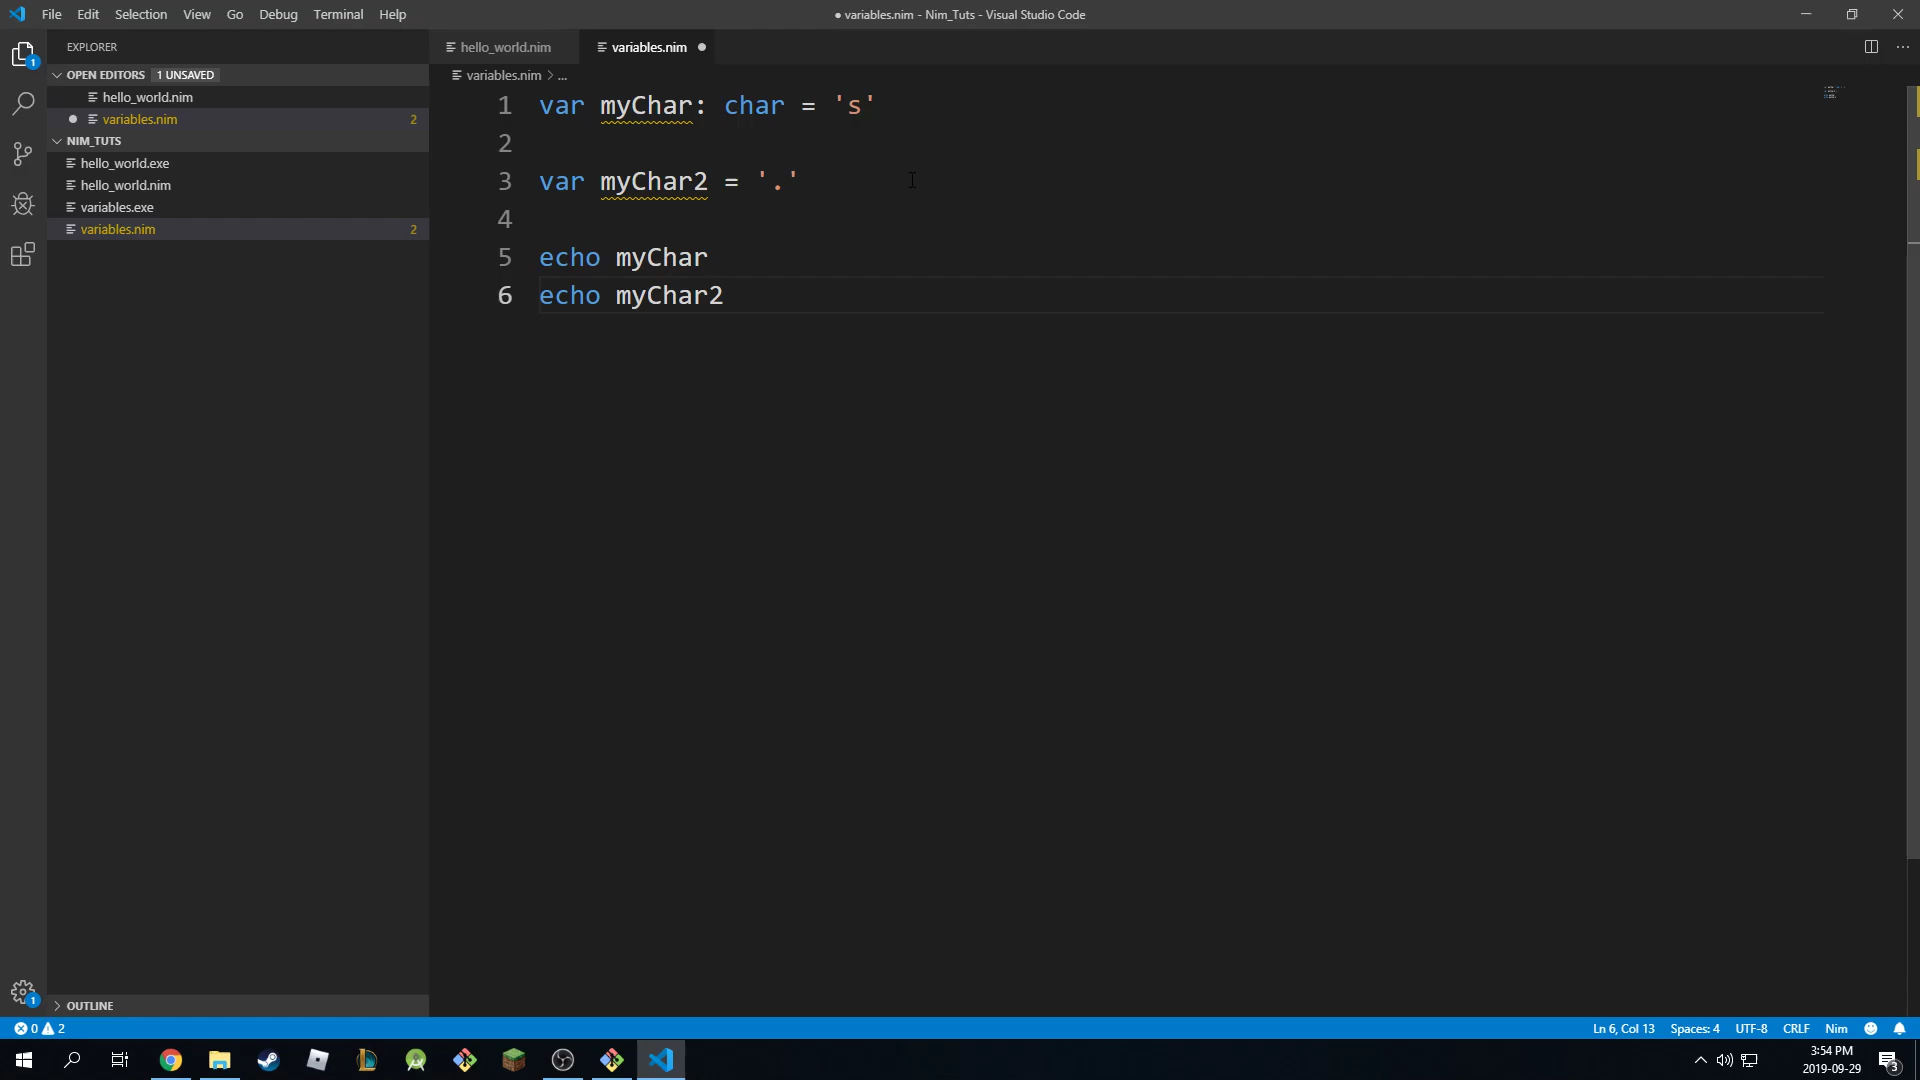 File Edit Selection View Go Debug Terminal Help
● variables.nim - Nim_Tuts - Visual Studio Code
EXPLORER
OPEN EDITORS 1 UNSAVED
hello_world.nim
variables.nim 2
NIM_TUTS
hello_world.exe
hello_world.nim
variables.exe
variables.nim 2
OUTLINE
1
1
hello_world.nim
variables.nim
variables.nim > ...
1 var myChar: char = 's'
2
3 var myChar2 = '.'
4
5 echo myChar
6 echo myChar2
0 2
Ln 6, Col 13 Spaces: 4 UTF-8 CRLF Nim
3:54 PM
2019-09-29
3